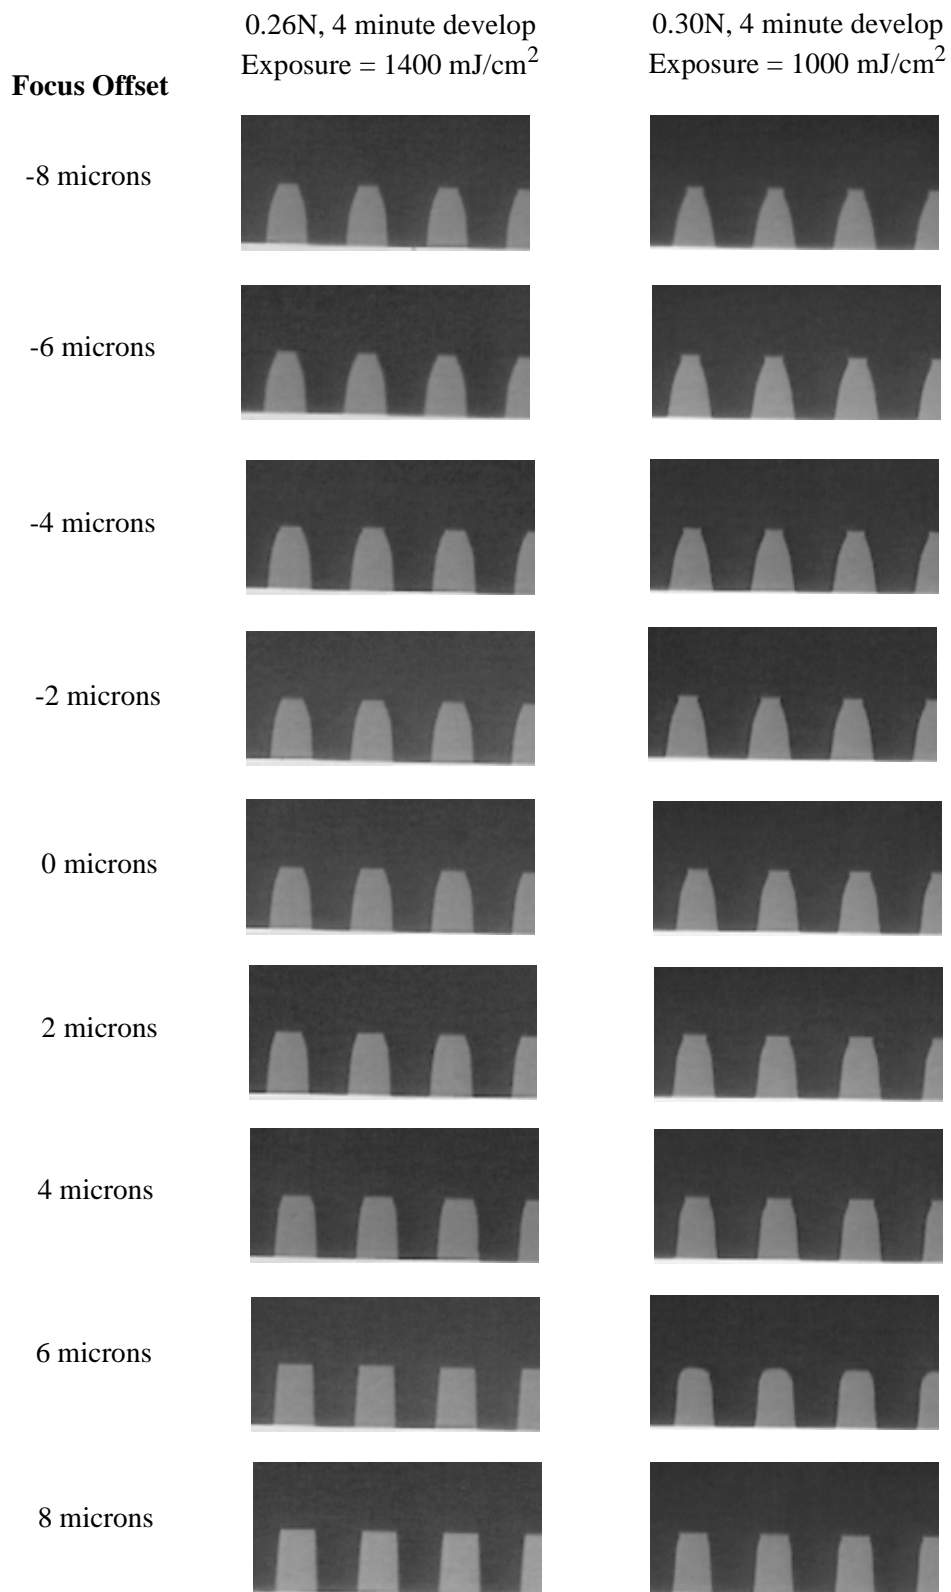 0.26N, 4 minute develop
Exposure = 1400 mJ/cm2
0.30N, 4 minute develop
Exposure = 1000 mJ/cm2
Focus Offset
-8 microns
-6 microns
-4 microns
-2 microns
0 microns
2 microns
4 microns
6 microns
8 microns